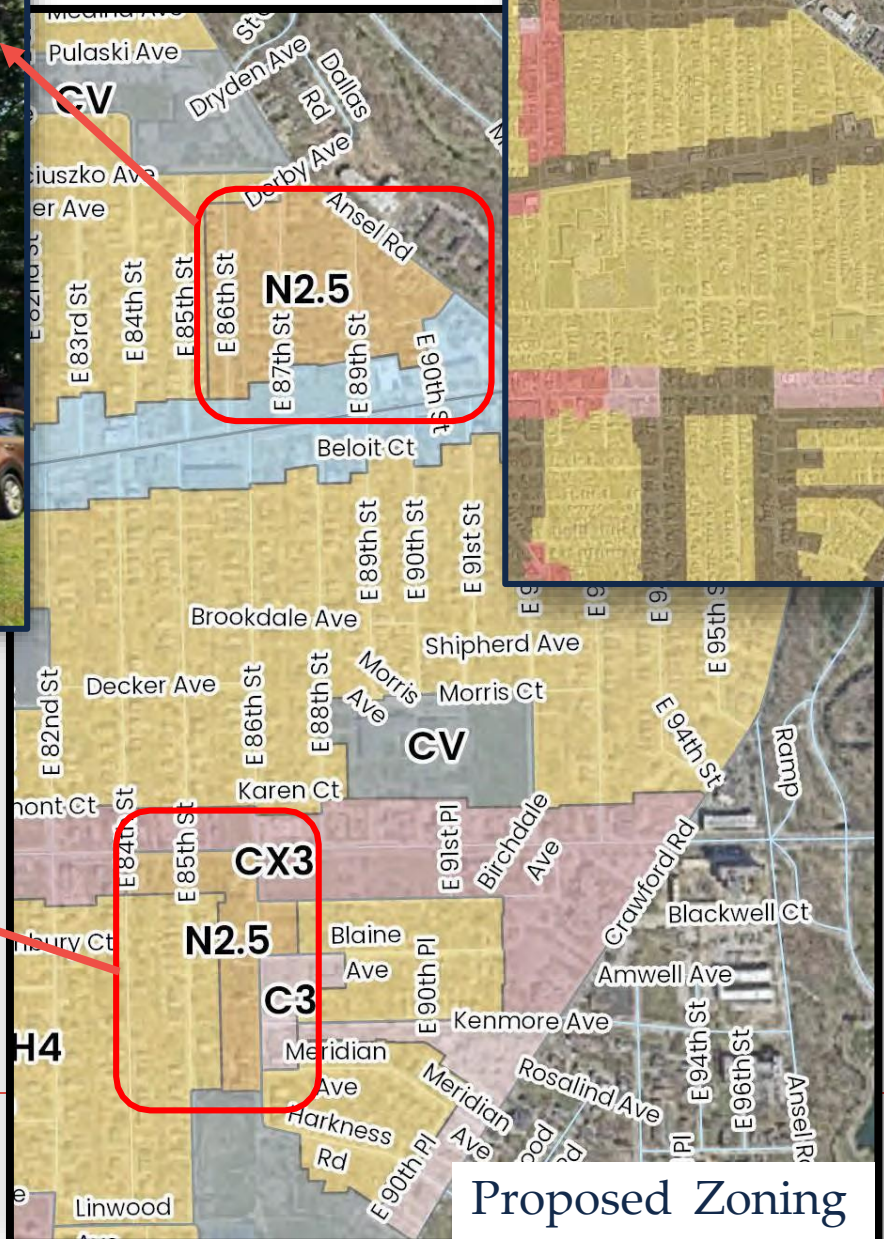 Pulaski Ave
CV
Dryden Ave
Dallas
Rd
Derby Ave
Ansel Rd
er Ave
N2.5
E 83rd St
E 84th St
E 85th St
E 86th St
E 87th St
E 89th St
E 90th St
Beloit Ct
E 89th St
E 90th St
E 91st St
Brookdale Ave
Shipherd Ave
E 95th S
Decker Ave
Morris
Ave
Morris Ct
E 82nd St
E 86th St
E 88th St
E 94th St
Ramp
CV
Karen Ct
mont Ct
E 84th St
E 85th St
CX3
E 91st Pl
Birchdale
Ave
Crawford Rd
Blackwell Ct
nbury Ct
N2.5
Blaine
Ave
E 90th Pl
Amwell Ave
C3
Kenmore Ave
H4
Meridian
Ave
Meridian
Ave
Rosalind Ave
E 94th St
E 96th St
Harkness
Rd
E 90th Pl
Pl
Linwood
Proposed Zoning